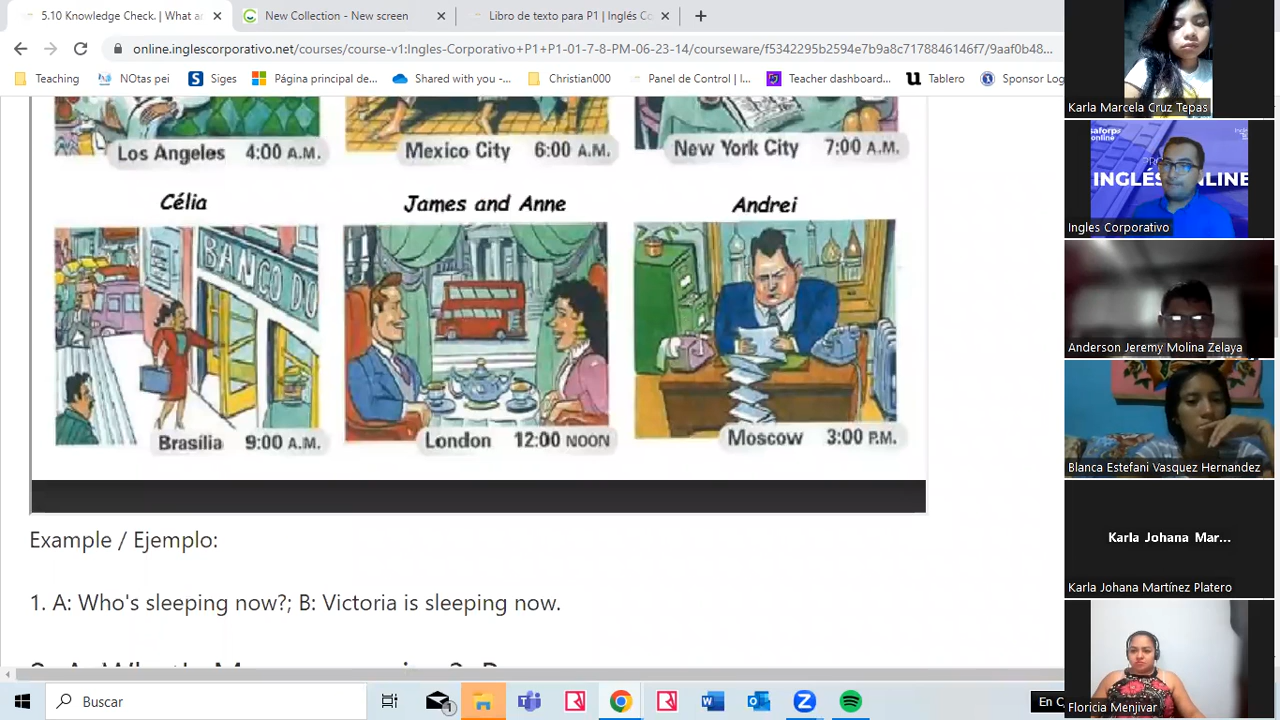 5.10 Knowledge Check. | What ar
New Collection - New screen
Libro de texto para P1 | Inglés Co
online.inglescorporativo.net/courses/course-v1:Ingles-Corporativo+P1+P1-01-7-8-PM-06-23-14/courseware/f5342295b2594e7b9a8c7178846146f7/9aaf0b48...
Teaching
NOtas pei
Siges
Página principal de...
Shared with you -...
Christian000
Panel de Control | I...
Teacher dashboard...
Tablero
Sponsor Log
Los Angeles 4:00 A.M.
Mexico City 6:00 A.M.
New York City 7:00 A.M.
Célia
James and Anne
Andrei
BANCO DO
Brasília 9:00 A.M.
London 12:00 NOON
Moscow 3:00 P.M.
Example / Ejemplo:
1. A: Who's sleeping now?; B: Victoria is sleeping now.
Buscar
1
En C
Karla Marcela Cruz Tepas
INGLÉS ONLINE
Ingles Corporativo
Anderson Jeremy Molina Zelaya
Blanca Estefani Vasquez Hernandez
Karla Johana Mar...
Karla Johana Martínez Platero
Floricia Menjivar